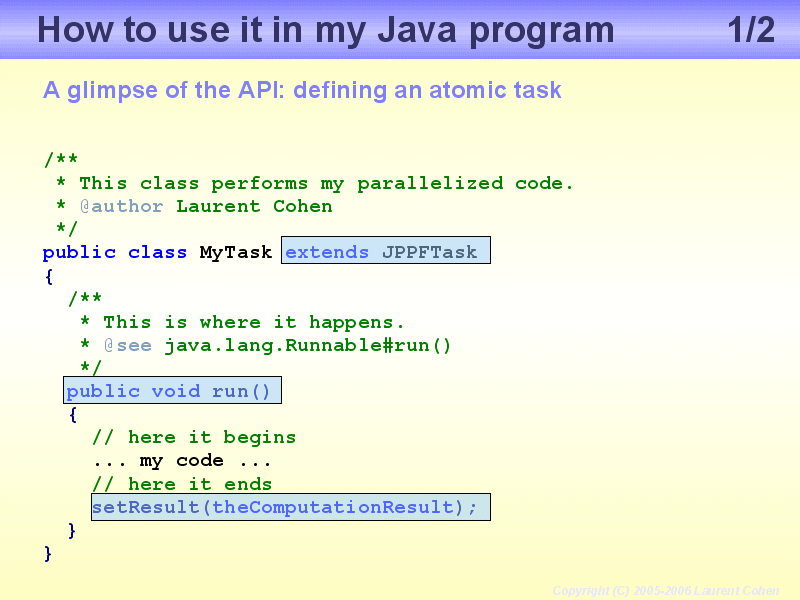 How to use it in my Java program 1/2
A glimpse of the API: defining an atomic task
/**
 * This class performs my parallelized code.
 * @author Laurent Cohen
 */
public class MyTask extends JPPFTask
{
  /**
   * This is where it happens.
   * @see java.lang.Runnable#run()
   */
  public void run()
  {
    // here it begins
    ... my code ...
    // here it ends
    setResult(theComputationResult);
  }
}
Copyright (C) 2005-2006 Laurent Cohen